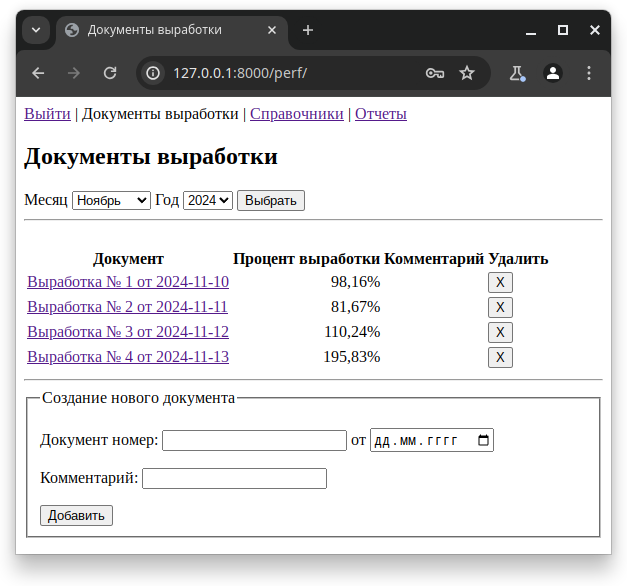 Документы выработки
127.0.0.1:8000/perf/
Выйти | Документы выработки | Справочники | Отчеты
Документы выработки
Месяц Ноябрь Год 2024 Выбрать
Документ Процент выработки Комментарий Удалить
Выработка № 1 от 2024-11-10 98,16% X
Выработка № 2 от 2024-11-11 81,67% X
Выработка № 3 от 2024-11-12 110,24% X
Выработка № 4 от 2024-11-13 195,83% X
Создание нового документа
Документ номер: от дд.мм.гггг
Комментарий:
Добавить